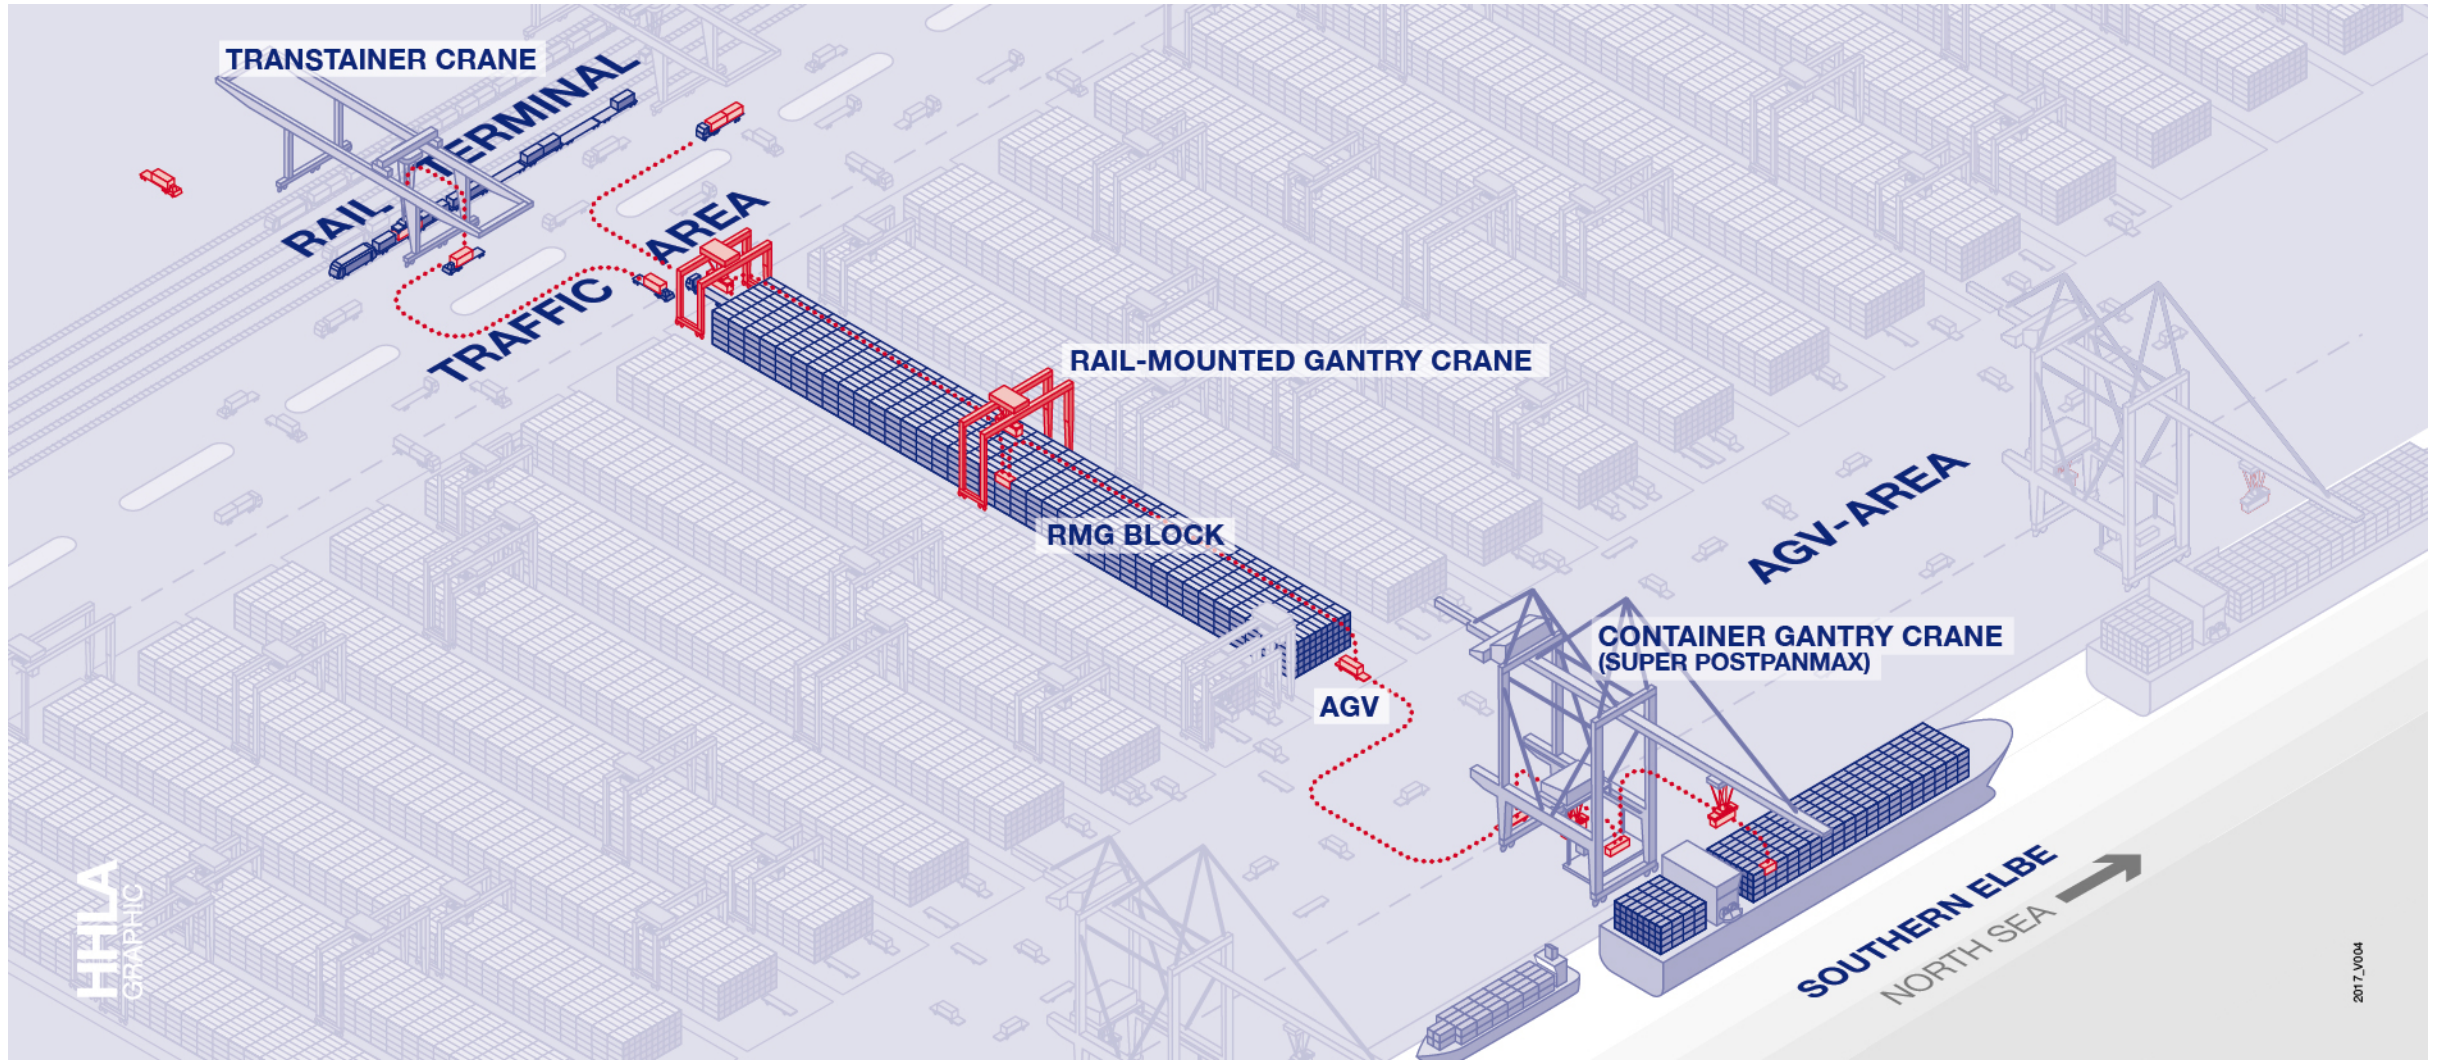 TRANSTAINER CRANE
RAIL TERMINAL
TRAFFIC AREA
RAIL-MOUNTED GANTRY CRANE
RMG BLOCK
AGV-AREA
CONTAINER GANTRY CRANE
(SUPER POSTPANMAX)
AGV
SOUTHERN ELBE
NORTH SEA
HHLA
GRAPHIC
2017_V004